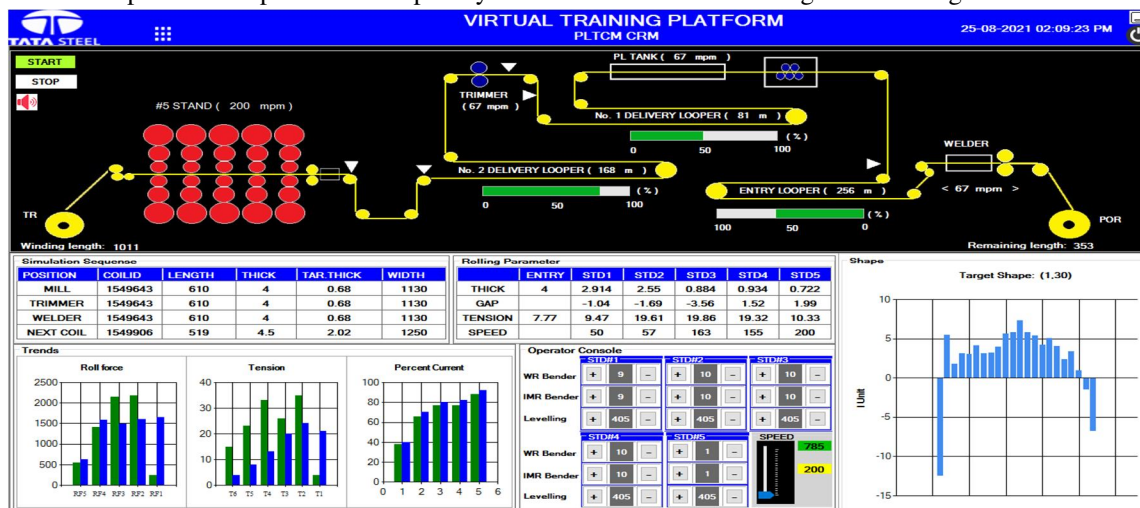 VIRTUAL TRAINING PLATFORM
PLTCM CRM
25-08-2021 02:09:23 PM
TATA STEEL
START
STOP
#5 STAND ( 200 mpm )
TRIMMER
( 67 mpm )
PL TANK ( 67 mpm )
No. 1 DELIVERY LOOPER ( 81 m )
( % )
0 50 100
No. 2 DELIVERY LOOPER ( 168 m )
( % )
0 50 100
WELDER
< 67 mpm >
ENTRY LOOPER ( 256 m )
( % )
100 50 0
TR
POR
Winding length: 1011
Remaining length: 353
Simulation Sequense
POSITION COILID LENGTH THICK TAR.THICK WIDTH
MILL 1549643 610 4 0.68 1130
TRIMMER 1549643 610 4 0.68 1130
WELDER 1549643 610 4 0.68 1130
NEXT COIL 1549906 519 4.5 2.02 1250
Rolling Parameter
ENTRY STD1 STD2 STD3 STD4 STD5
THICK 4 2.914 2.55 0.884 0.934 0.722
GAP -1.04 -1.69 -3.56 1.52 1.99
TENSION 7.77 9.47 19.61 19.86 19.32 10.33
SPEED 50 57 163 155 200
Shape
Target Shape: (1,30)
10
5
0
-5
-10
-15
I Unit
Trends
Roll force
2500
2000
1500
1000
500
0
RF5 RF4 RF3 RF2 RF1
Tension
40
30
20
10
0
T6 T5 T4 T3 T2 T1
Percent Current
100
80
60
40
20
0
0 1 2 3 4 5 6
Operator Console
STD#1 STD#2 STD#3
WR Bender + 9 - + 10 - + 10 -
IMR Bender + 9 - + 10 - + 10 -
Levelling + 405 - + 405 - + 405 -
STD#4 STD#5 SPEED
WR Bender + 10 - + 1 - 785
IMR Bender + 10 - + 1 - 200
Levelling + 405 - + 405 -